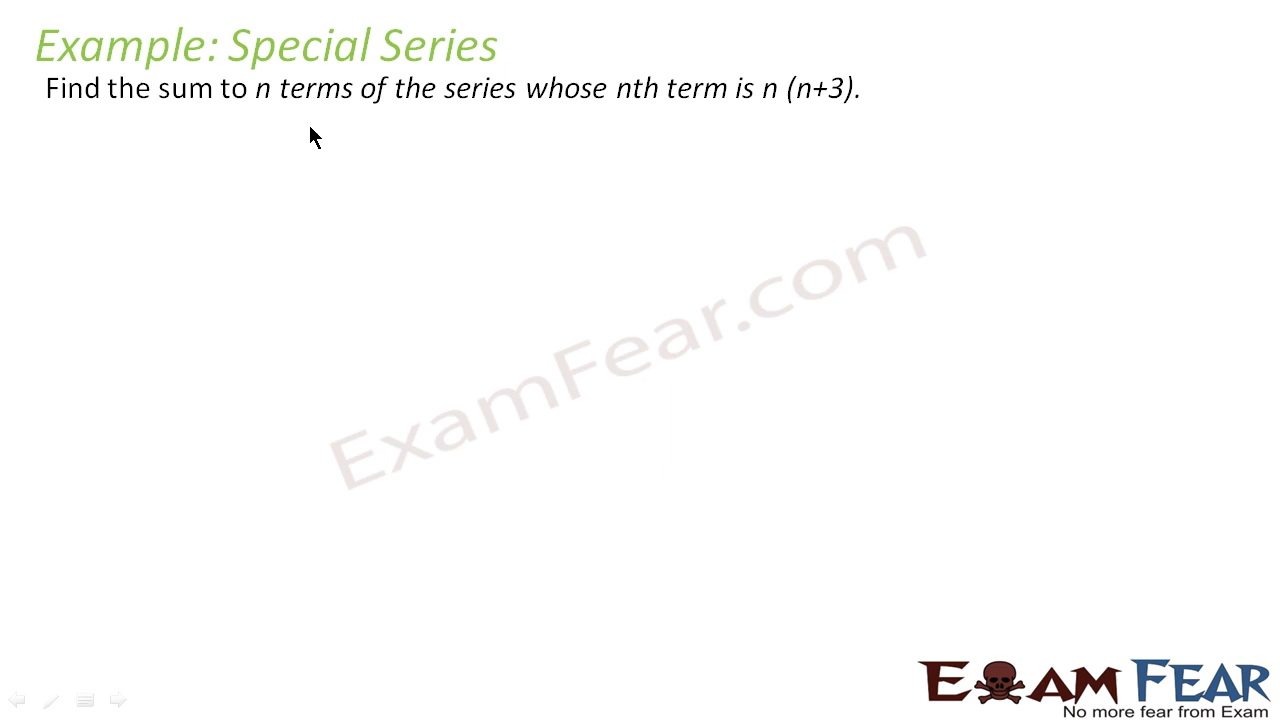 Example: Special Series
Find the sum to n terms of the series whose nth term is n (n+3).
ExamFear.com
EXAM FEAR
No more fear from Exam